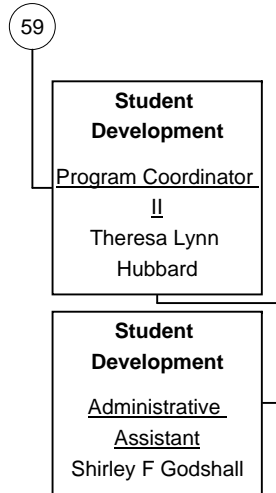 59
Student
Development
Program Coordinator
II
Theresa Lynn
Hubbard
Student
Development
Administrative
Assistant
Shirley F Godshall